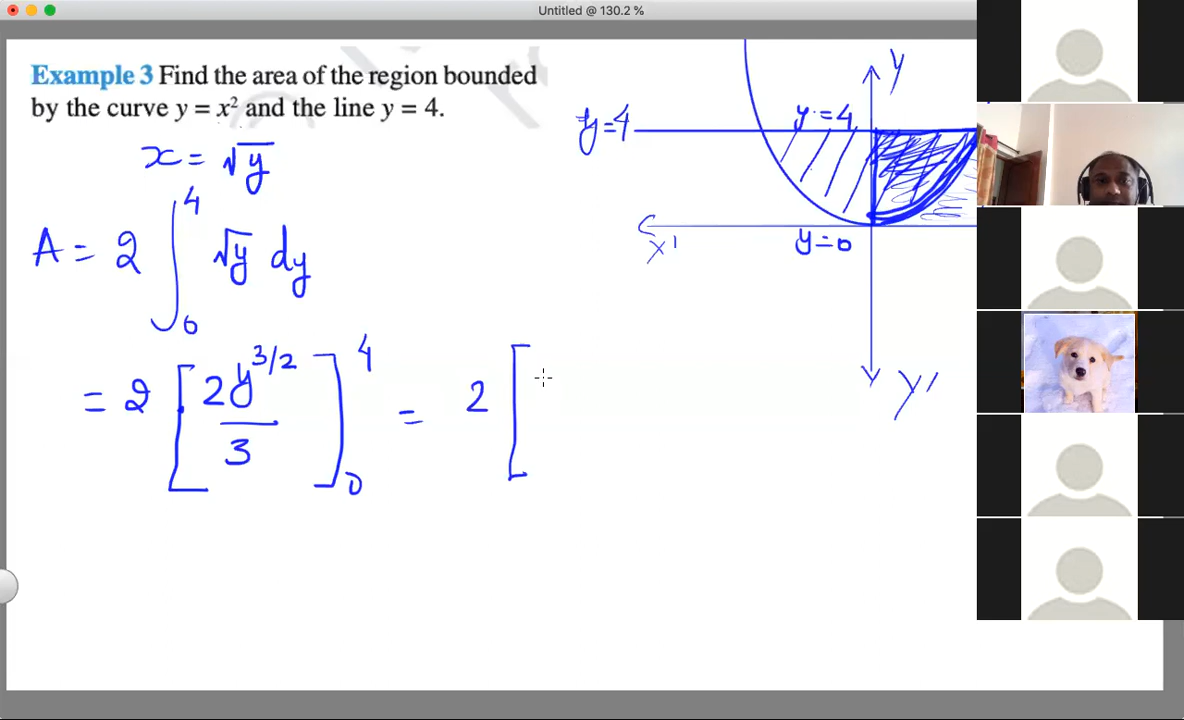 Untitled @ 130.2 %
Example 3 Find the area of the region bounded
by the curve y = x² and the line y = 4.
x = √y
A = 2 ∫₀⁴ √y dy
= 2 [2y^3/2 / 3]₀⁴ = 2 [
Y
y=4
y=4
X'
y=0
Y'